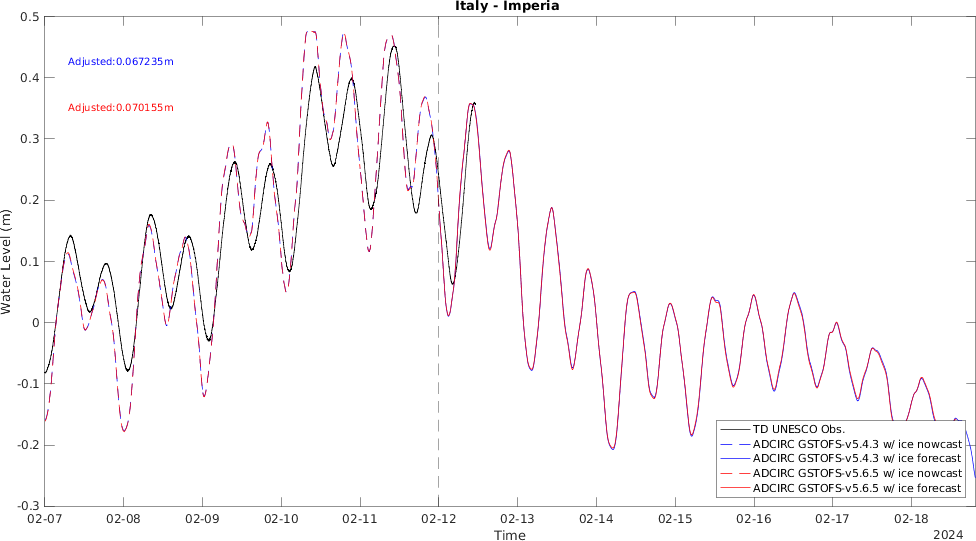 Italy - Imperia
0.5
0.4
0.3
0.2
0.1
0
-0.1
-0.2
-0.3
Water Level (m)
Adjusted:0.067235m
Adjusted:0.070155m
TD UNESCO Obs.
ADCIRC GSTOFS-v5.4.3 w/ ice nowcast
ADCIRC GSTOFS-v5.4.3 w/ ice forecast
ADCIRC GSTOFS-v5.6.5 w/ ice nowcast
ADCIRC GSTOFS-v5.6.5 w/ ice forecast
02-07 02-08 02-09 02-10 02-11 02-12 02-13 02-14 02-15 02-16 02-17 02-18
Time
2024